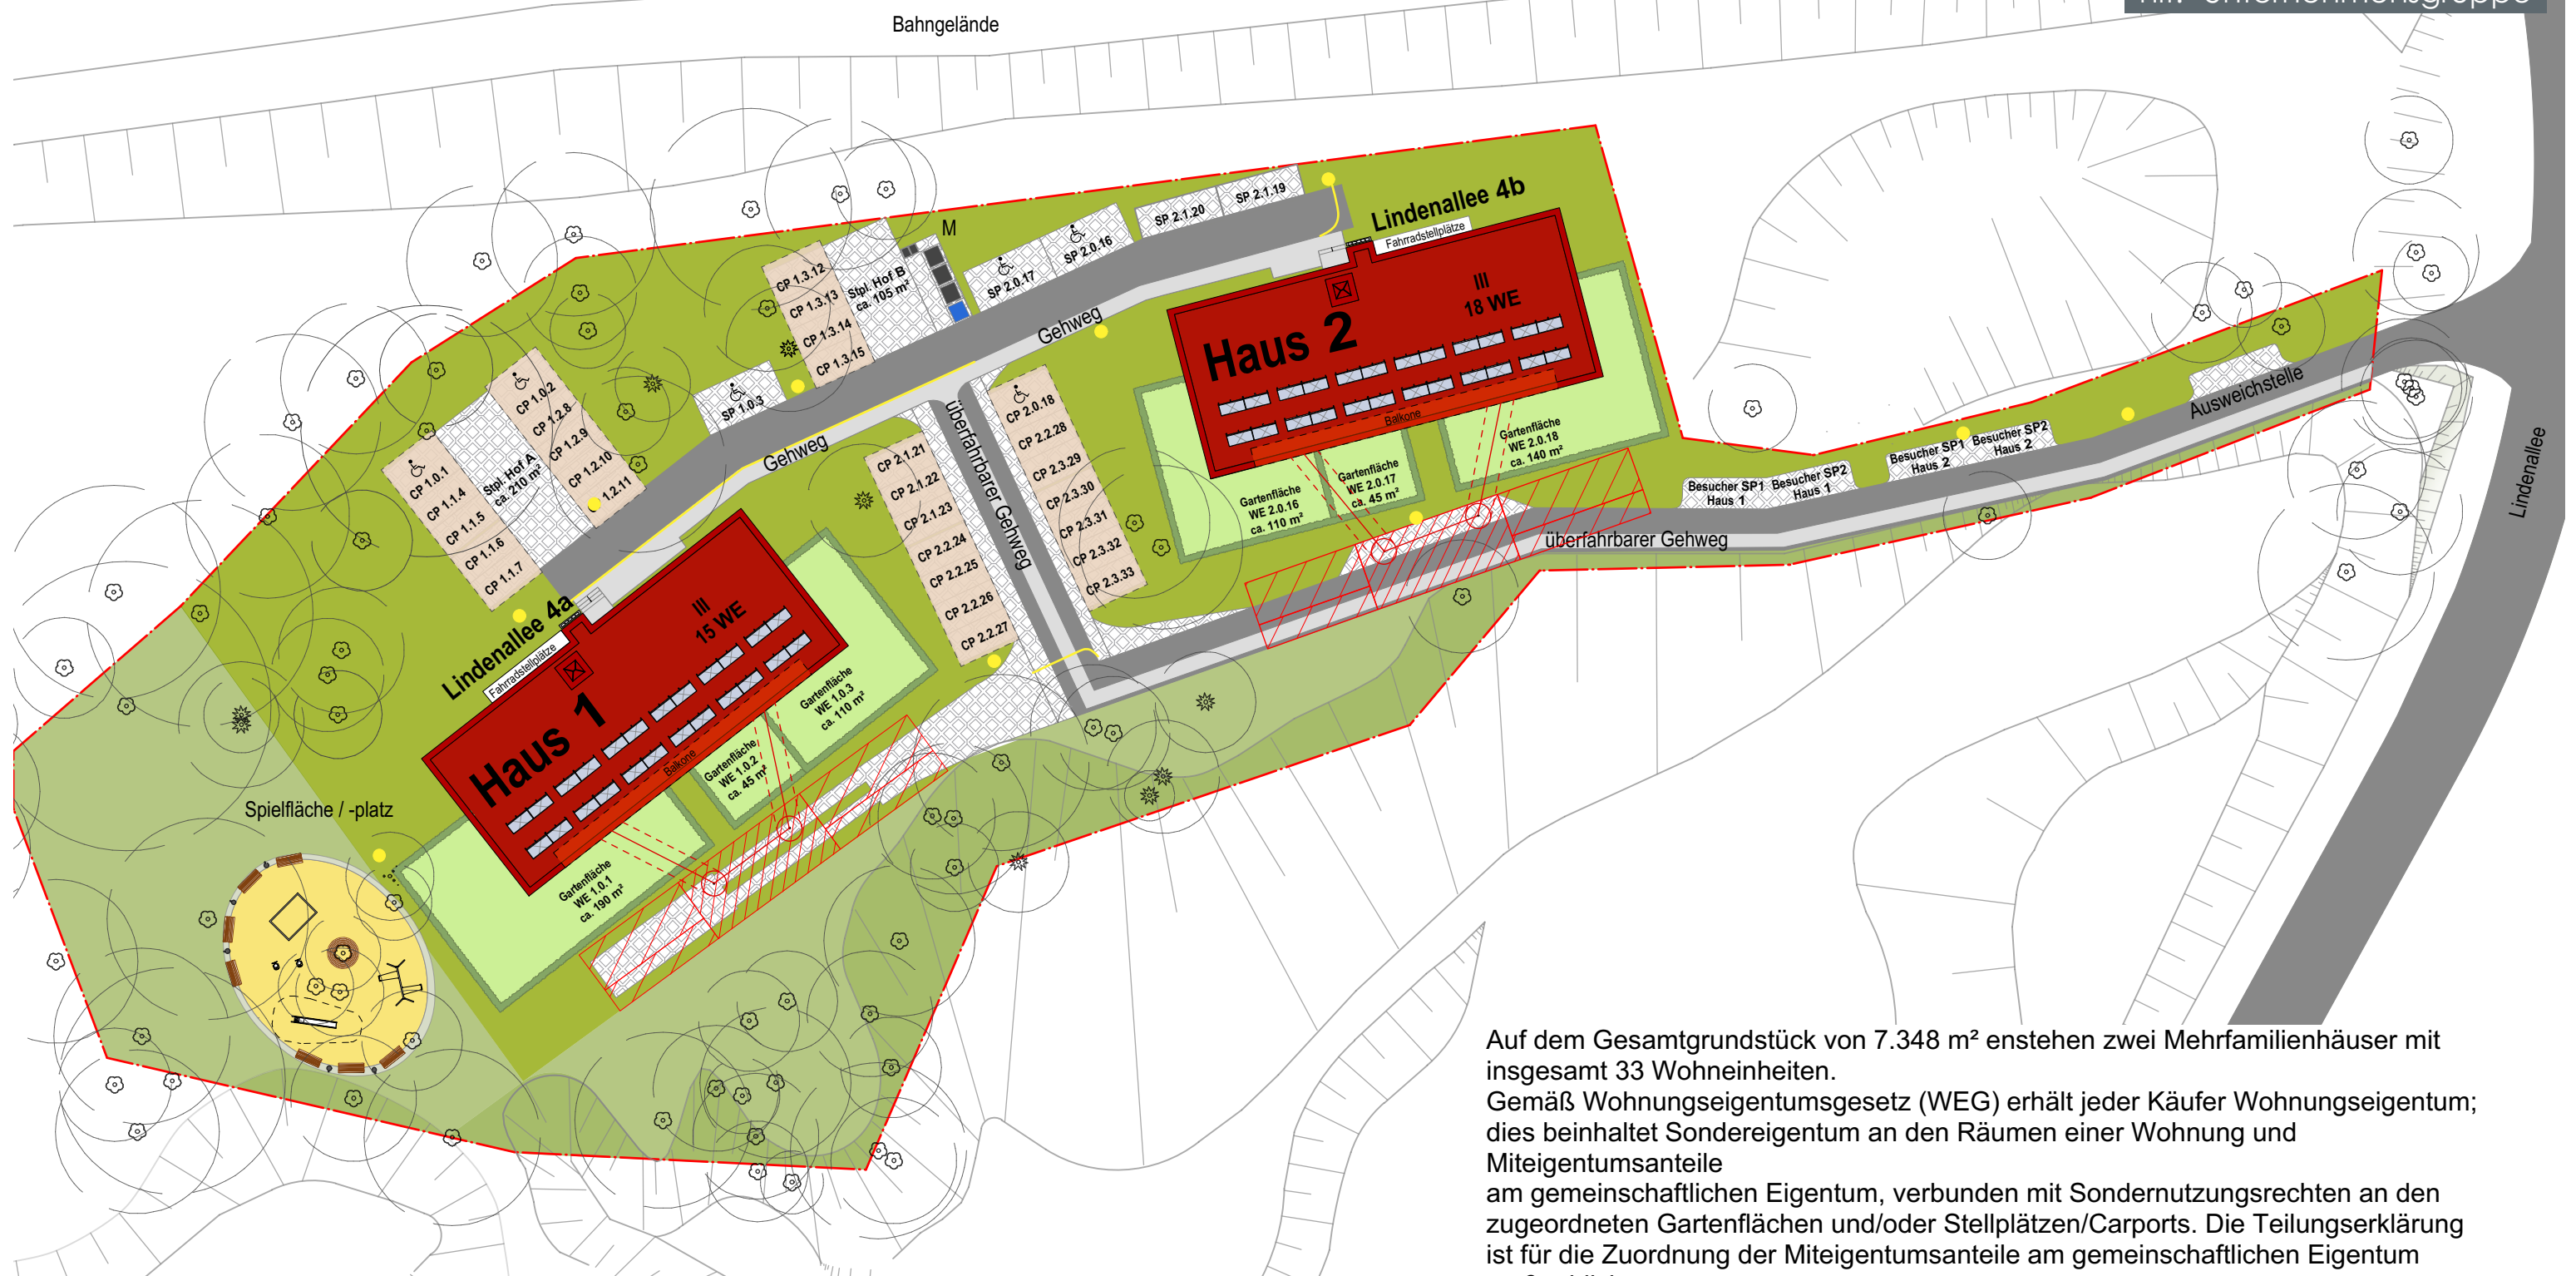 Bahngelände
M
SP 2.1.20
SP 2.1.19
Lindenallee 4b
Fahrradstellplätze
SP 2.0.17
SP 2.0.16
CP 1.3.12
CP 1.3.13
CP 1.3.14
CP 1.3.15
Stpl. Hof B
ca. 105 m²
Gehweg
Haus 2
III
18 WE
Balkone
CP 1.0.2
CP 1.2.8
CP 1.2.9
CP 1.2.10
1.2.11
SP 1.0.3
CP 1.0.1
CP 1.1.4
CP 1.1.5
CP 1.1.6
CP 1.1.7
Stpl. Hof A
ca. 210 m²
Gehweg
überfahrbarer Gehweg
CP 2.0.18
CP 2.2.28
CP 2.3.29
CP 2.3.30
CP 2.3.31
CP 2.3.32
CP 2.3.33
CP 2.1.21
CP 2.1.22
CP 2.1.23
CP 2.2.24
CP 2.2.25
CP 2.2.26
CP 2.2.27
Gartenfläche
WE 2.0.16
ca. 110 m²
Gartenfläche
WE 2.0.17
ca. 45 m²
Gartenfläche
WE 2.0.18
ca. 140 m²
Besucher SP1
Haus 1
Besucher SP2
Haus 1
Besucher SP1
Haus 2
Besucher SP2
Haus 2
Ausweichstelle
Lindenallee
überfahrbarer Gehweg
Lindenallee 4a
Fahrradstellplätze
Haus 1
III
15 WE
Balkone
Gartenfläche
WE 1.0.3
ca. 110 m²
Gartenfläche
WE 1.0.2
ca. 45 m²
Gartenfläche
WE 1.0.1
ca. 190 m²
Spielfläche / -platz
Auf dem Gesamtgrundstück von 7.348 m² enstehen zwei Mehrfamilienhäuser mit
insgesamt 33 Wohneinheiten.
Gemäß Wohnungseigentumsgesetz (WEG) erhält jeder Käufer Wohnungseigentum;
dies beinhaltet Sondereigentum an den Räumen einer Wohnung und
Miteigentumsanteile
am gemeinschaftlichen Eigentum, verbunden mit Sondernutzungsrechten an den
zugeordneten Gartenflächen und/oder Stellplätzen/Carports. Die Teilungserklärung
ist für die Zuordnung der Miteigentumsanteile am gemeinschaftlichen Eigentum